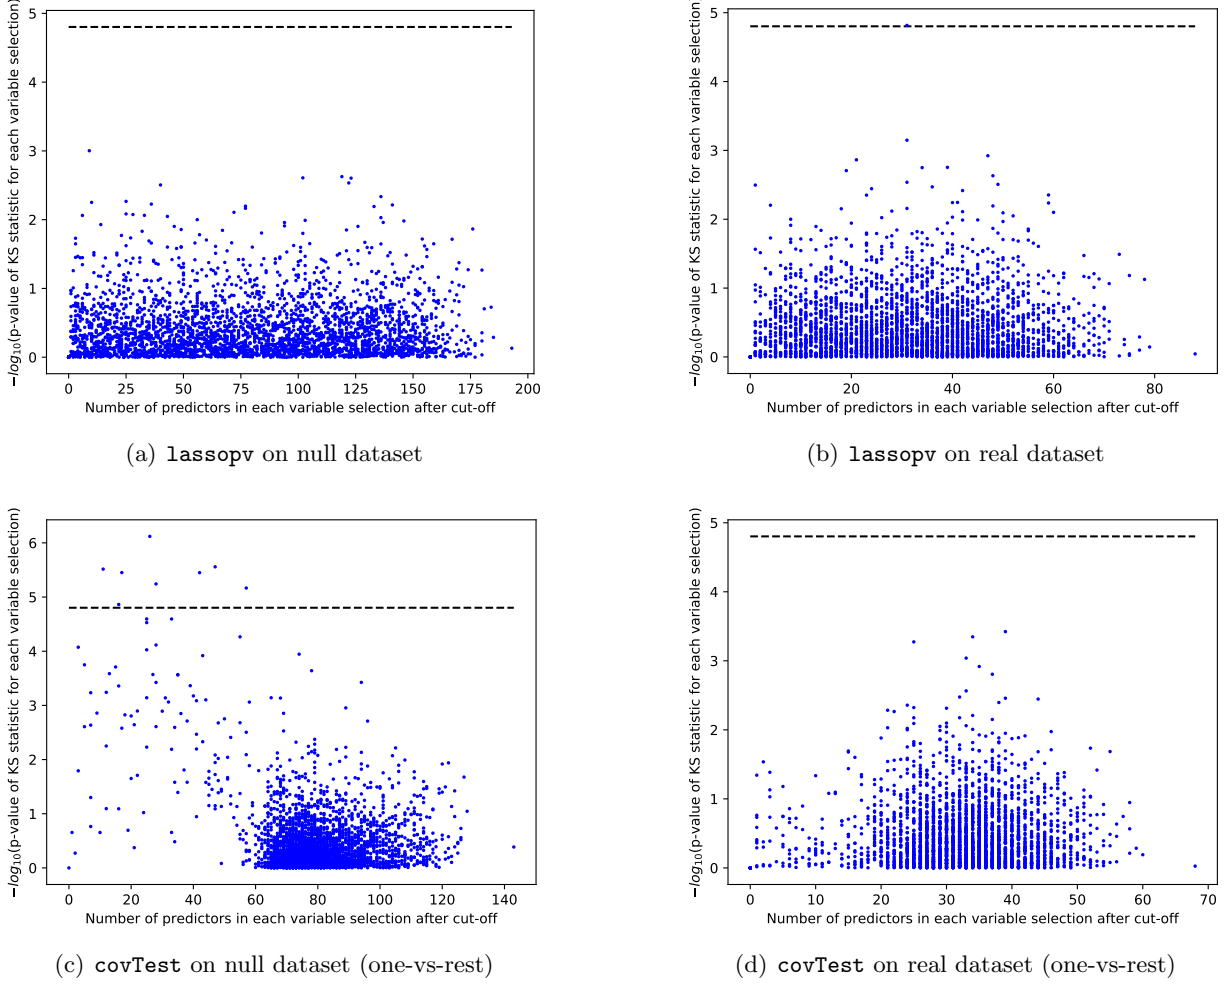 −log₁₀(p-value of KS statistic for each variable selection)
5
4
3
2
1
0
0 25 50 75 100 125 150 175 200
Number of predictors in each variable selection after cut-off
(a) lassopv on null dataset
−log₁₀(p-value of KS statistic for each variable selection)
5
4
3
2
1
0
0 20 40 60 80
Number of predictors in each variable selection after cut-off
(b) lassopv on real dataset
−log₁₀(p-value of KS statistic for each variable selection)
6
5
4
3
2
1
0
0 20 40 60 80 100 120 140
Number of predictors in each variable selection after cut-off
(c) covTest on null dataset (one-vs-rest)
−log₁₀(p-value of KS statistic for each variable selection)
5
4
3
2
1
0
0 10 20 30 40 50 60 70
Number of predictors in each variable selection after cut-off
(d) covTest on real dataset (one-vs-rest)